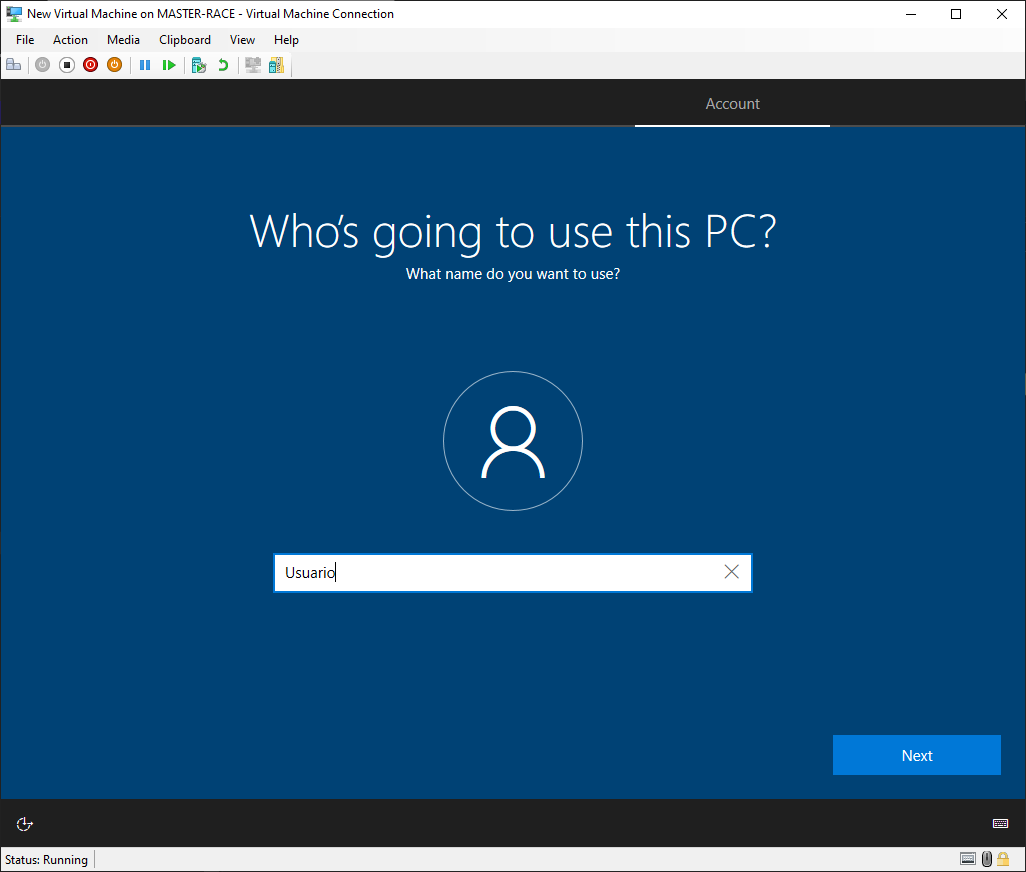 New Virtual Machine on MASTER-RACE - Virtual Machine Connection
File Action Media Clipboard View Help
Account
Who's going to use this PC?
What name do you want to use?
Usuario
Next
Status: Running